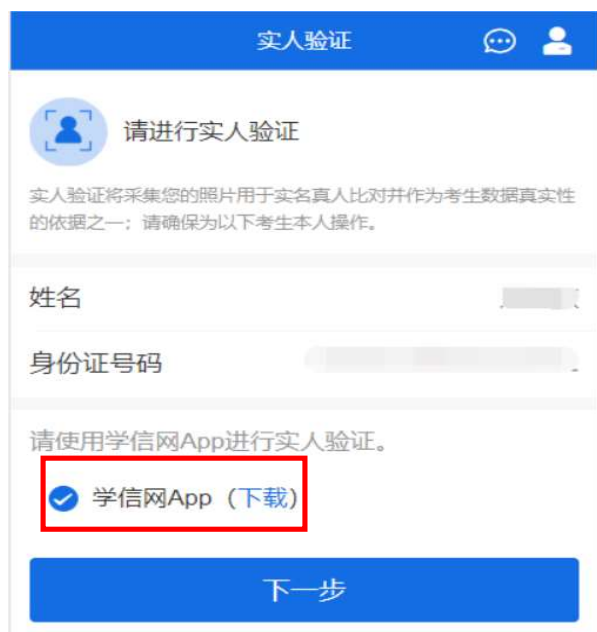 实人验证
请进行实人验证
实人验证将采集您的照片用于实名真人比对并作为考生数据真实性
的依据之一；请确保为以下考生本人操作。
姓名
身份证号码
请使用学信网App进行实人验证。
学信网App（下载）
下一步